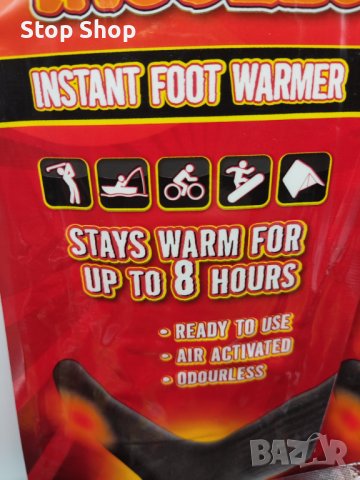 Stop Shop
INSTANT FOOT WARMER
STAYS WARM FOR
UP TO 8 HOURS
• READY TO USE
• AIR ACTIVATED
• ODOURLESS
BAZAR